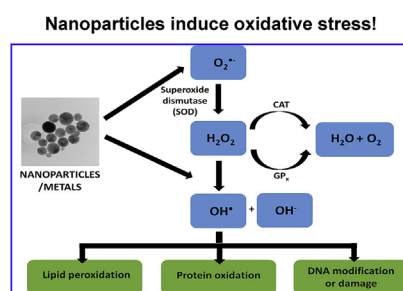 Nanoparticles induce oxidative stress!
O₂•-
Superoxide
dismutase
(SOD)
CAT
H₂O₂
H₂O + O₂
GPₓ
NANOPARTICLES
/METALS
OH• + OH-
Lipid peroxidation
Protein oxidation
DNA modification
or damage